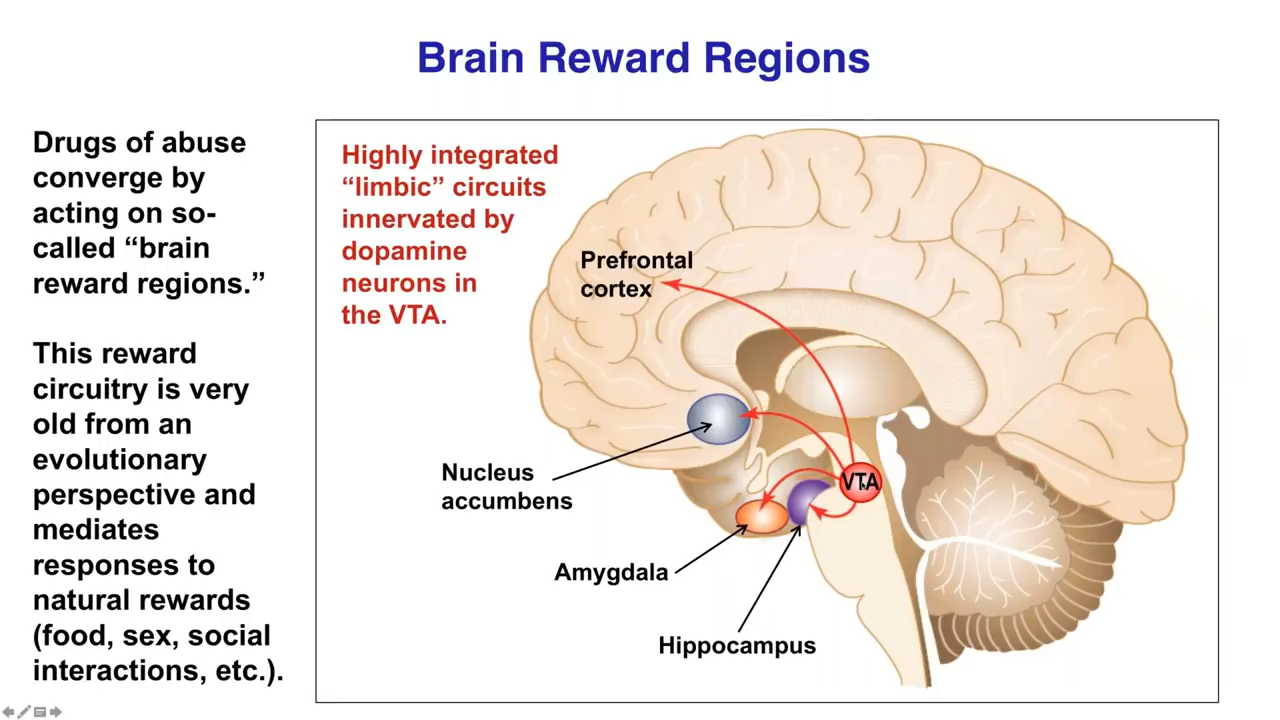 Brain Reward Regions
Drugs of abuse
converge by
acting on so-
called “brain
reward regions.”
This reward
circuitry is very
old from an
evolutionary
perspective and
mediates
responses to
natural rewards
(food, sex, social
interactions, etc.).
Highly integrated
“limbic” circuits
innervated by
dopamine
neurons in
the VTA.
Prefrontal
cortex
Nucleus
accumbens
VTA
Amygdala
Hippocampus